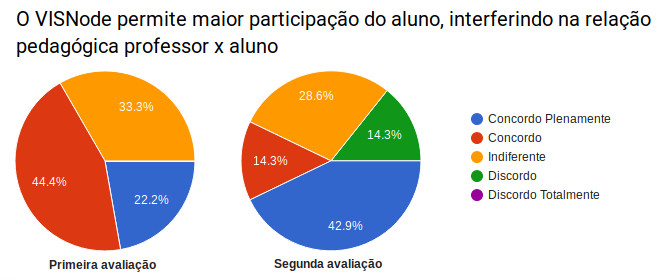 O VISNode permite maior participação do aluno, interferindo na relação
pedagógica professor x aluno
33.3%
44.4%
22.2%
Primeira avaliação
28.6%
14.3%
14.3%
42.9%
Segunda avaliação
Concordo Plenamente
Concordo
Indiferente
Discordo
Discordo Totalmente